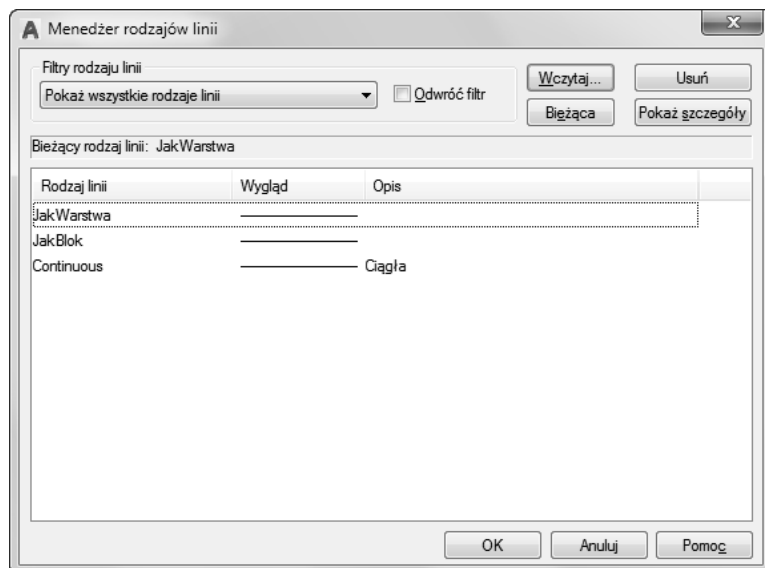 Menedżer rodzajów linii
Filtry rodzaju linii
Pokaż wszystkie rodzaje linii
Odwróć filtr
Wczytaj...
Usuń
Bieżąca
Pokaż szczegóły
Bieżący rodzaj linii: JakWarstwa
Rodzaj linii Wygląd Opis
JakWarstwa
JakBlok
Continuous Ciągła
OK Anuluj Pomoc